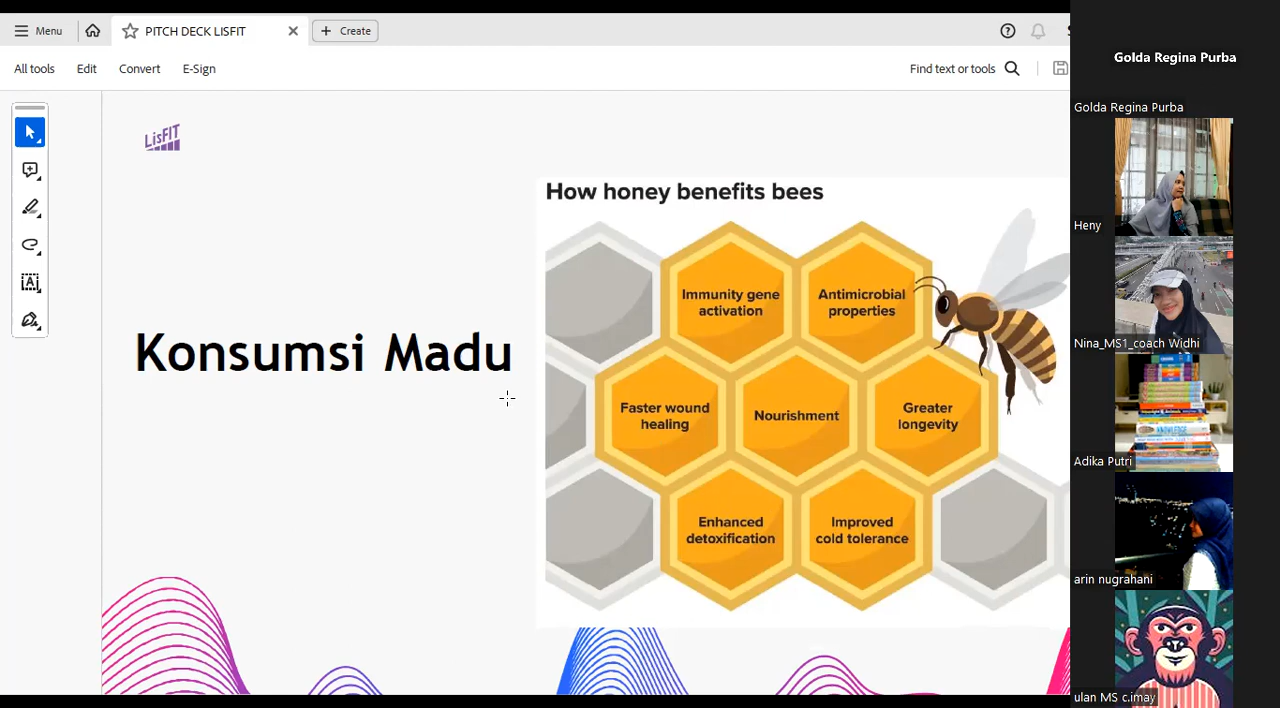 Menu
PITCH DECK LISFIT
Create
All tools
Edit
Convert
E-Sign
Find text or tools
LISFIT
How honey benefits bees
Konsumsi Madu
Immunity gene
activation
Antimicrobial
properties
Faster wound
healing
Nourishment
Greater
longevity
Enhanced
detoxification
Improved
cold tolerance
Golda Regina Purba
Golda Regina Purba
Heny
Nina_MS1_coach Widhi
Adika Putri
arin nugrahani
ulan MS c.imay